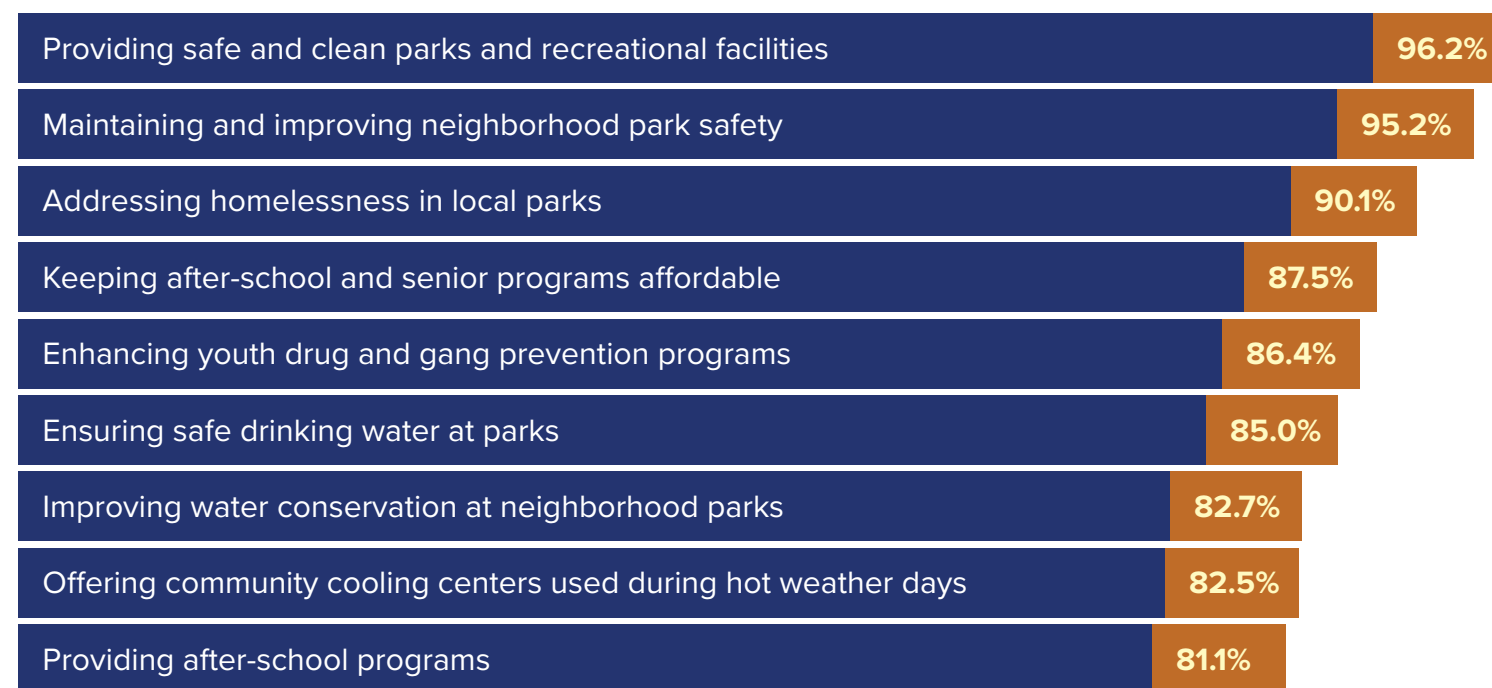 Providing safe and clean parks and recreational facilities 96.2%
Maintaining and improving neighborhood park safety 95.2%
Addressing homelessness in local parks 90.1%
Keeping after-school and senior programs affordable 87.5%
Enhancing youth drug and gang prevention programs 86.4%
Ensuring safe drinking water at parks 85.0%
Improving water conservation at neighborhood parks 82.7%
Offering community cooling centers used during hot weather days 82.5%
Providing after-school programs 81.1%